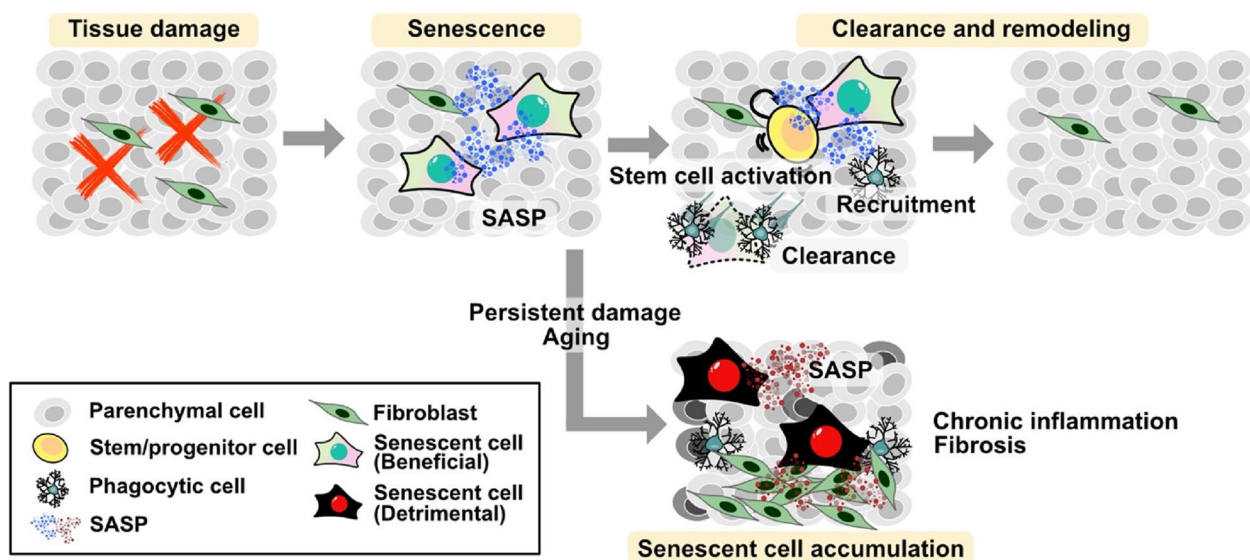 Tissue damage
Senescence
Clearance and remodeling
SASP
Stem cell activation
Recruitment
Clearance
Persistent damage
Aging
SASP
Chronic inflammation
Fibrosis
Senescent cell accumulation
Parenchymal cell
Stem/progenitor cell
Phagocytic cell
SASP
Fibroblast
Senescent cell
(Beneficial)
Senescent cell
(Detrimental)